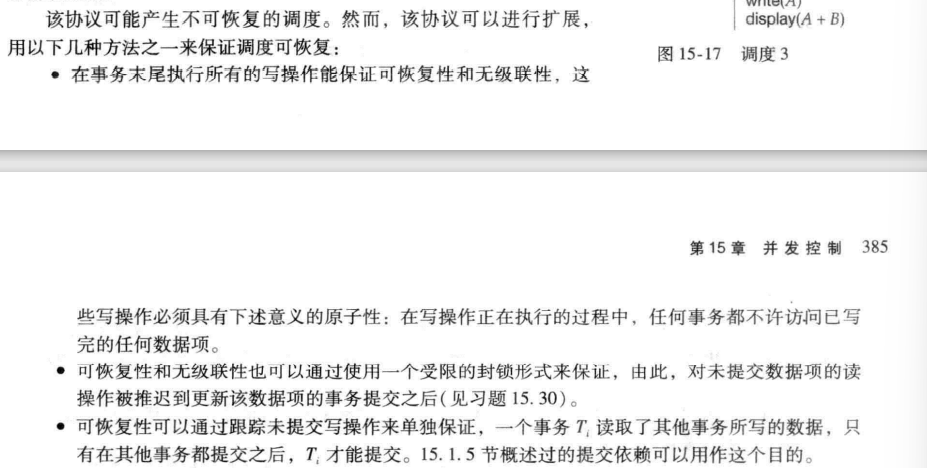 该协议可能产生不可恢复的调度。然而，该协议可以进行扩展，
用以下几种方法之一来保证调度可恢复：
• 在事务末尾执行所有的写操作能保证可恢复性和无级联性，这
write(A)
display(A + B)
图 15-17 调度 3
第 15 章 并发控制 385
些写操作必须具有下述意义的原子性：在写操作正在执行的过程中，任何事务都不许访问已写
完的任何数据项。
• 可恢复性和无级联性也可以通过使用一个受限的封锁形式来保证，由此，对未提交数据项的读
操作被推迟到更新该数据项的事务提交之后(见习题 15.30)。
• 可恢复性可以通过跟踪未提交写操作来单独保证，一个事务 Ti 读取了其他事务所写的数据，只
有在其他事务都提交之后，Ti 才能提交。15.1.5 节概述过的提交依赖可以用作这个目的。